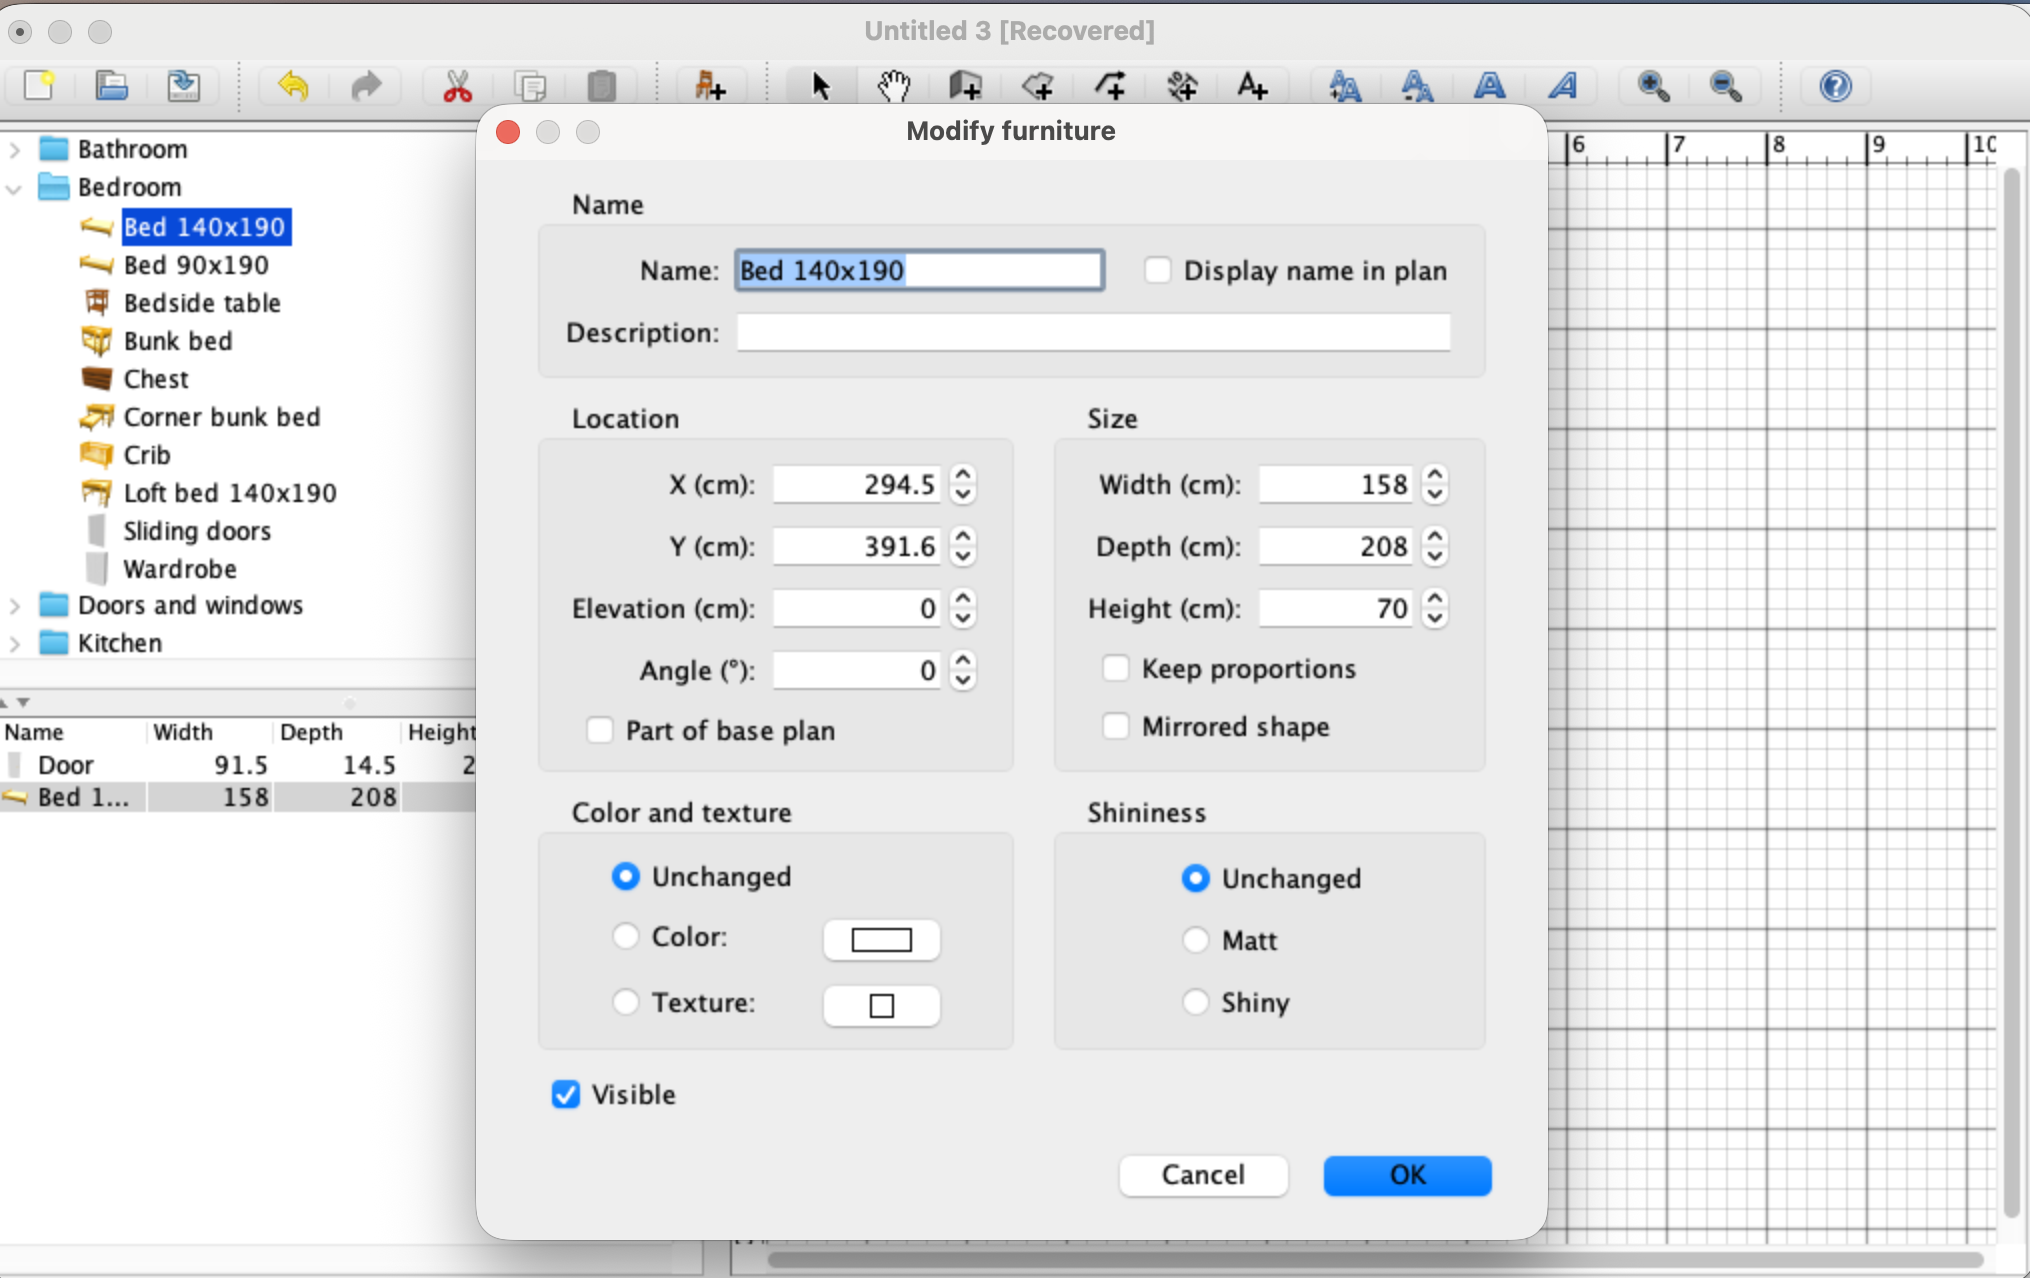 Untitled 3 [Recovered]
Modify furniture
Bathroom
Bedroom
Bed 140x190
Bed 90x190
Bedside table
Bunk bed
Chest
Corner bunk bed
Crib
Loft bed 140x190
Sliding doors
Wardrobe
Doors and windows
Kitchen
Name Width Depth Height
Door 91.5 14.5 2
Bed 1... 158 208
6 7 8 9 10
Name
Name: Bed 140x190 Display name in plan
Description:
Location
X (cm): 294.5
Y (cm): 391.6
Elevation (cm): 0
Angle (°): 0
Part of base plan
Size
Width (cm): 158
Depth (cm): 208
Height (cm): 70
Keep proportions
Mirrored shape
Color and texture
Unchanged
Color:
Texture:
Shininess
Unchanged
Matt
Shiny
Visible
Cancel OK